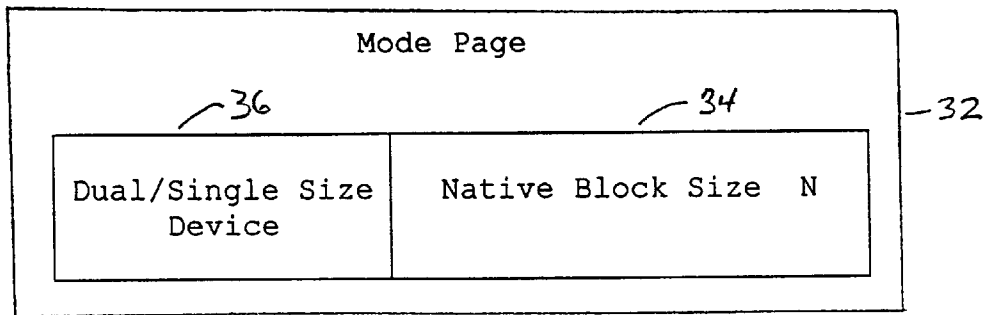 Mode Page
36
34
32
Dual/Single Size
Device
Native Block Size N